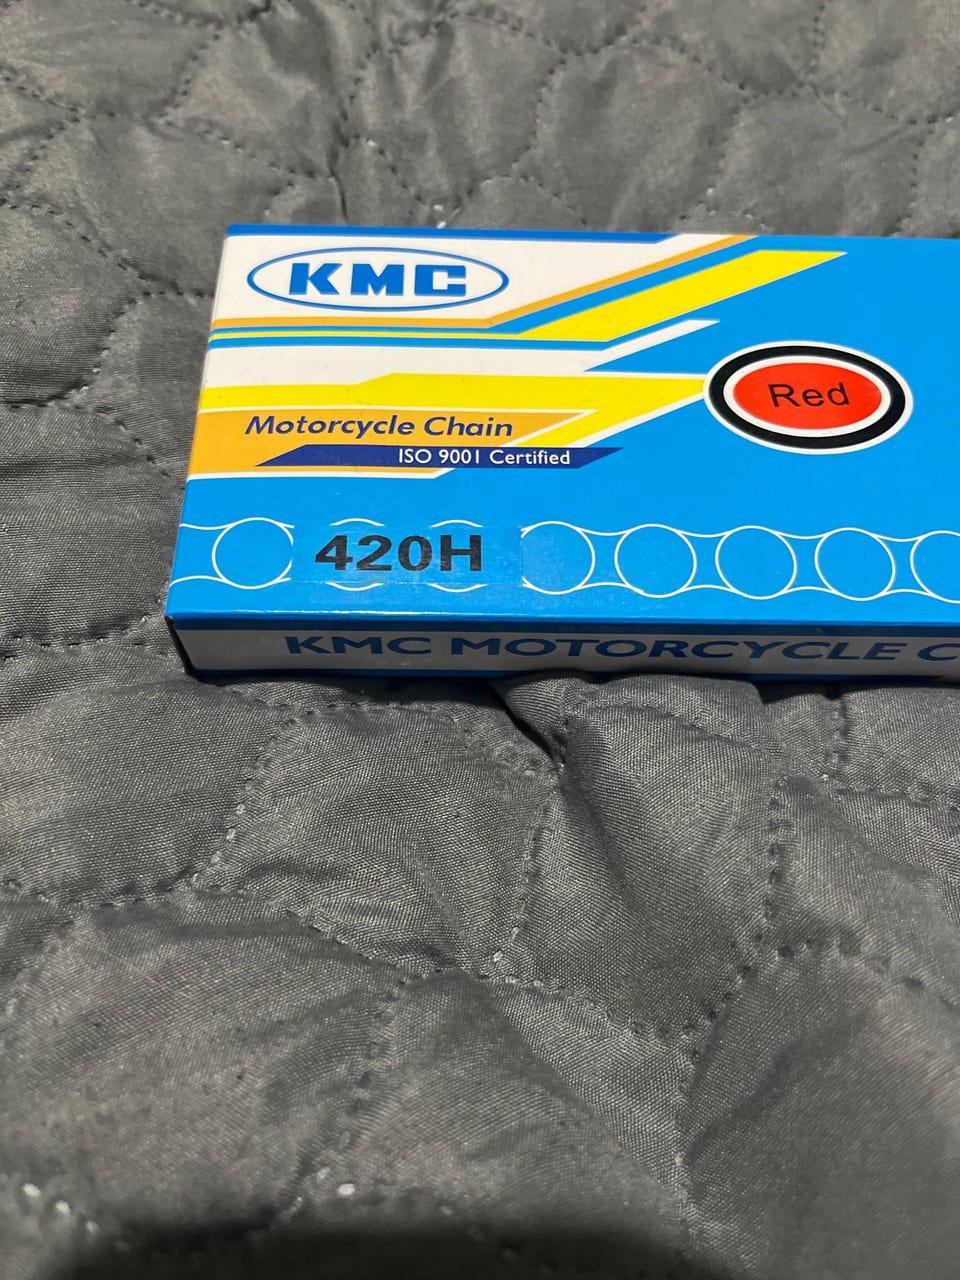 KMC
Red
Motorcycle Chain
ISO 9001 Certified
420H
KMC MOTORCYCLE C